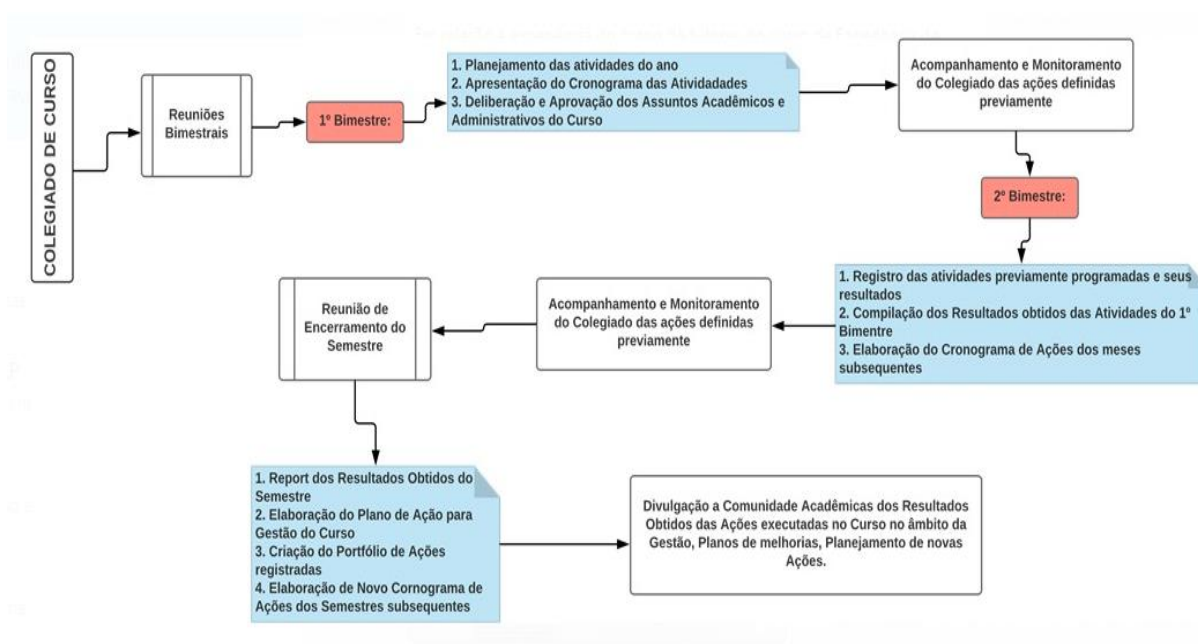 COLEGIADO DE CURSO
Reuniões
Bimestrais
1º Bimestre:
1. Planejamento das atividades do ano
2. Apresentação do Cronograma das Atividadades
3. Deliberação e Aprovação dos Assuntos Acadêmicos e
Administrativos do Curso
Acompanhamento e Monitoramento
do Colegiado das ações definidas
previamente
2º Bimestre:
1. Registro das atividades previamente programadas e seus
resultados
2. Compilação dos Resultados obtidos das Atividades do 1º
Bimentre
3. Elaboração do Cronograma de Ações dos meses
subsequentes
Acompanhamento e Monitoramento
do Colegiado das ações definidas
previamente
Reunião de
Encerramento do
Semestre
1. Report dos Resultados Obtidos do
Semestre
2. Elaboração do Plano de Ação para
Gestão do Curso
3. Criação do Portfólio de Ações
registradas
4. Elaboração de Novo Cornograma de
Ações dos Semestres subsequentes
Divulgação a Comunidade Acadêmicas dos Resultados
Obtidos das Ações executadas no Curso no âmbito da
Gestão, Planos de melhorias, Planejamento de novas
Ações.